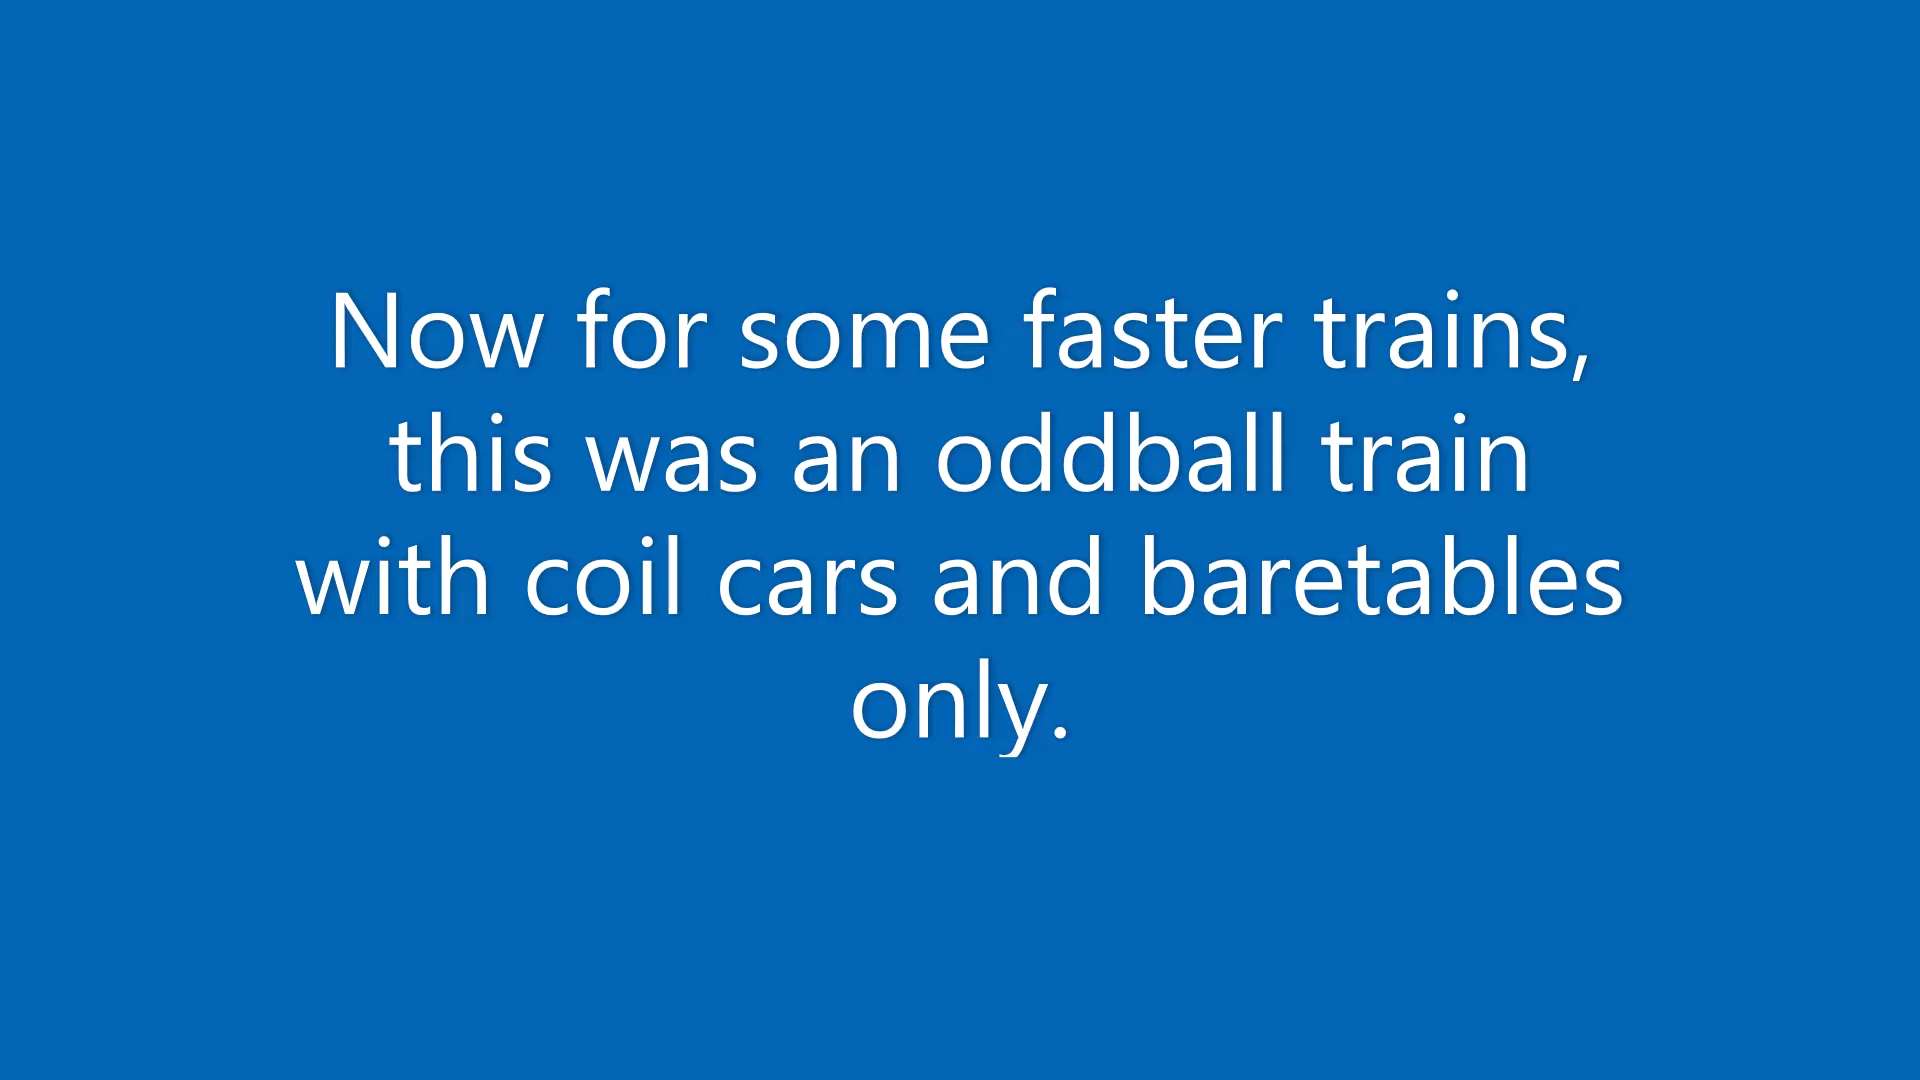 Now for some faster trains,
this was an oddball train
with coil cars and baretables
only.